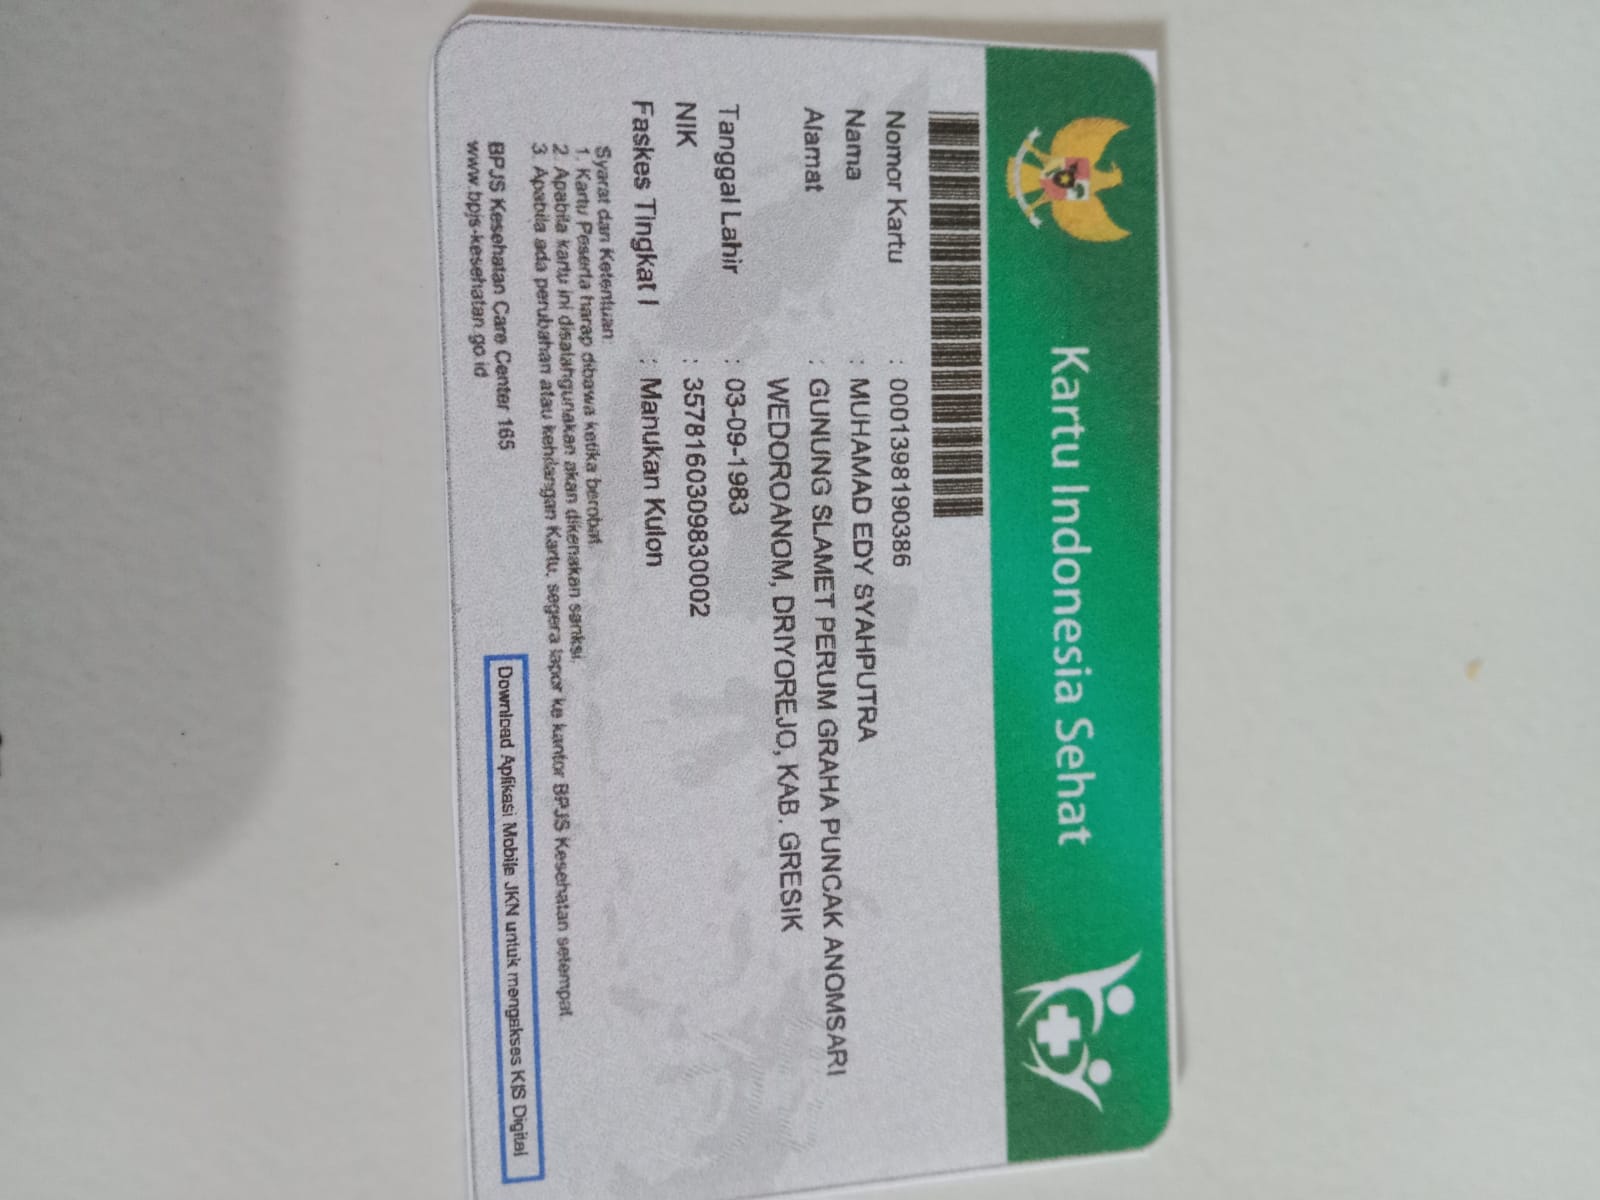 Kartu Indonesia Sehat
Nomor Kartu : 0001398190386
Nama : MUHAMAD EDY SYAHPUTRA
Alamat : GUNUNG SLAMET PERUM GRAHA PUNCAK ANOMSARI
WEDOROANOM, DRIYOREJO, KAB. GRESIK
Tanggal Lahir : 03-09-1983
NIK : 3578160309830002
Faskes Tingkat I : Manukan Kulon
Syarat dan Ketentuan:
1. Kartu Peserta harap dibawa ketika berobat.
2. Apabila kartu ini disalahgunakan akan dikenakan sanksi.
3. Apabila ada perubahan atau kehilangan Kartu, segera lapor ke kantor BPJS Kesehatan setempat.
BPJS Kesehatan Care Center 165
www.bpjs-kesehatan.go.id
Download Aplikasi Mobile JKN untuk mengakses KIS Digital